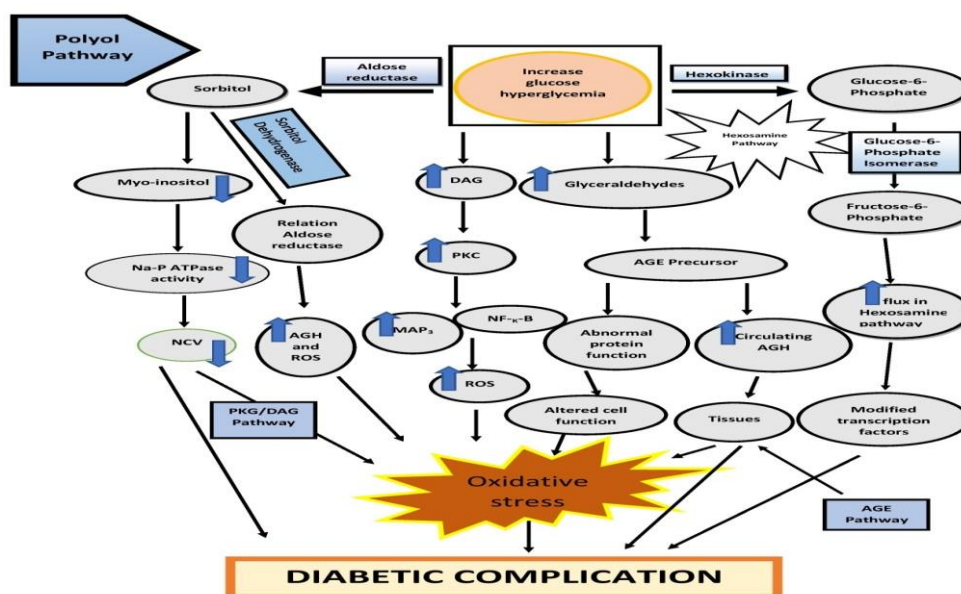 Polyol
Pathway
Aldose
reductase
Increase
glucose
hyperglycemia
Hexokinase
Glucose-6-
Phosphate
Sorbitol
Sorbitol
Dehydrogenase
Hexosamine
Pathway
Glucose-6-
Phosphate
Isomerase
Myo-inositol
DAG
Glyceraldehydes
Fructose-6-
Phosphate
Relation
Aldose
reductase
PKC
AGE Precursor
Na-P ATPase
activity
flux in
Hexosamine
pathway
NCV
AGH
and
ROS
MAP₃
NF-K-B
Abnormal
protein
function
Circulating
AGH
ROS
PKG/DAG
Pathway
Altered cell
function
Tissues
Modified
transcription
factors
Oxidative
stress
AGE
Pathway
DIABETIC COMPLICATION